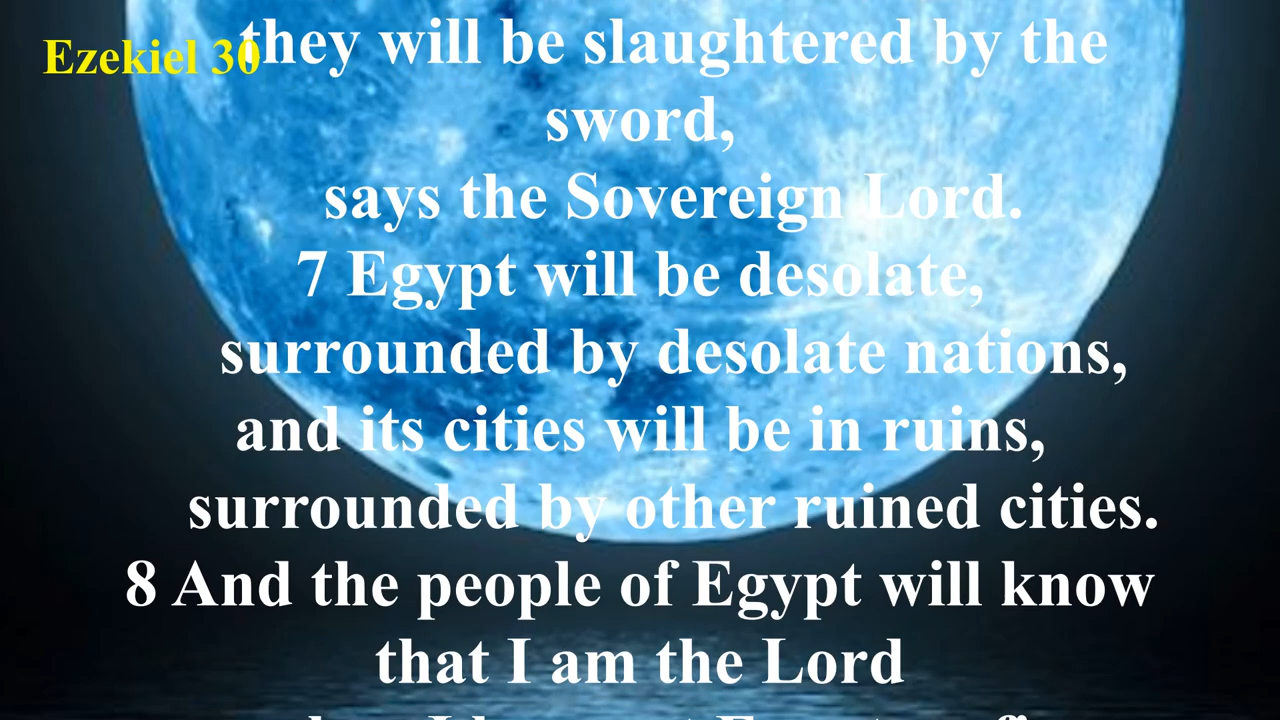 Ezekiel 30
they will be slaughtered by the
sword,
says the Sovereign Lord.
7 Egypt will be desolate,
surrounded by desolate nations,
and its cities will be in ruins,
surrounded by other ruined cities.
8 And the people of Egypt will know
that I am the Lord